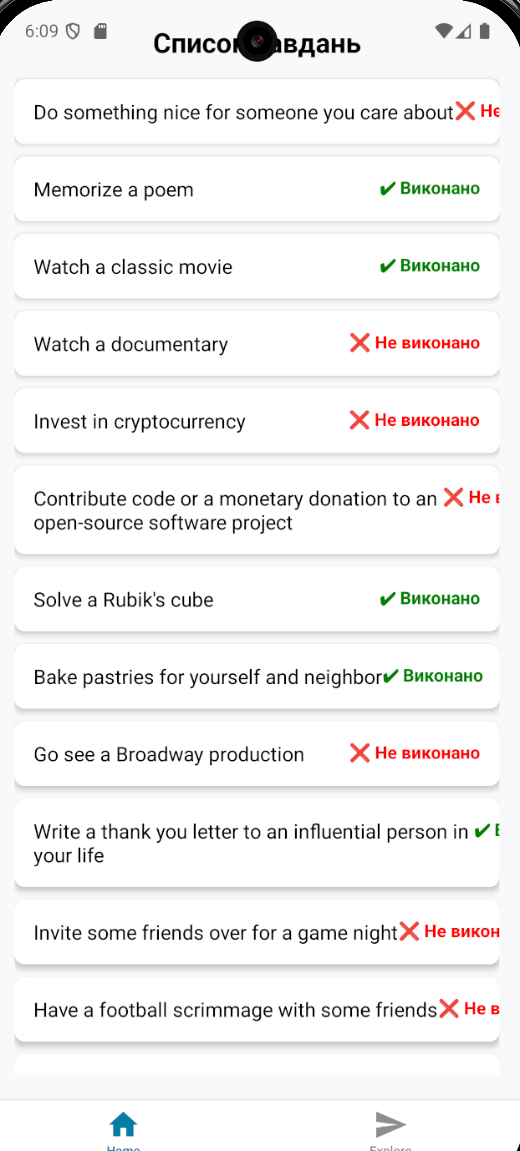 6:09
Список авдань
Do something nice for someone you care about ❌ Не
Memorize a poem ✔ Виконано
Watch a classic movie ✔ Виконано
Watch a documentary ❌ Не виконано
Invest in cryptocurrency ❌ Не виконано
Contribute code or a monetary donation to an ❌ Не в
open-source software project
Solve a Rubik's cube ✔ Виконано
Bake pastries for yourself and neighbor ✔ Виконано
Go see a Broadway production ❌ Не виконано
Write a thank you letter to an influential person in ✔ В
your life
Invite some friends over for a game night ❌ Не викон
Have a football scrimmage with some friends ❌ Не в
Home Explore